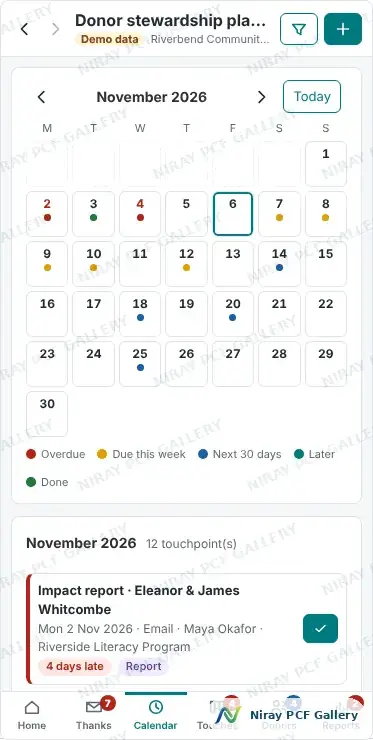 Donor stewardship pla...
Demo data Riverbend Communit...
November 2026
Today
M T W T F S S
1
2 3 4 5 6 7 8
9 10 11 12 13 14 15
16 17 18 19 20 21 22
23 24 25 26 27 28 29
30
Overdue Due this week Next 30 days Later
Done
November 2026 12 touchpoint(s)
Impact report · Eleanor & James
Whitcombe
Mon 2 Nov 2026 · Email · Maya Okafor ·
Riverside Literacy Program
4 days late Report
7
Home Thanks Calendar
Niray PCF Gallery
NIRAY PCF GALLERY